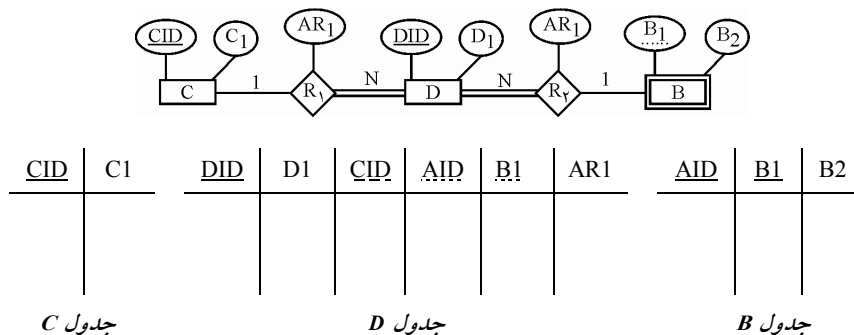 CID C1 AR1 DID D1 AR1 B1 B2
C 1 R۱ N D N R۲ 1 B
CID C1 DID D1 CID AID B1 AR1 AID B1 B2
جدول C جدول D جدول B